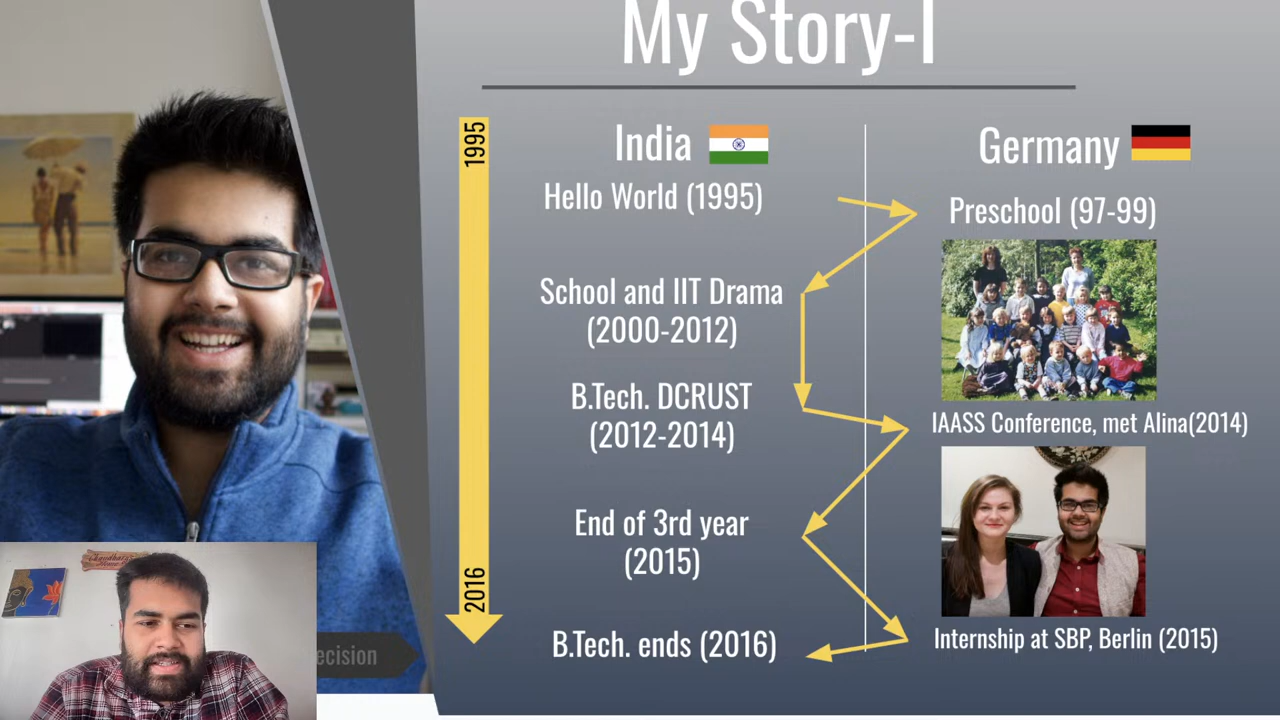 My Story-I
1995
India
Germany
Hello World (1995)
Preschool (97-99)
School and IIT Drama
(2000-2012)
B.Tech. DCRUST
(2012-2014)
IAASS Conference, met Alina(2014)
End of 3rd year
(2015)
2016
B.Tech. ends (2016)
Internship at SBP, Berlin (2015)
ecision